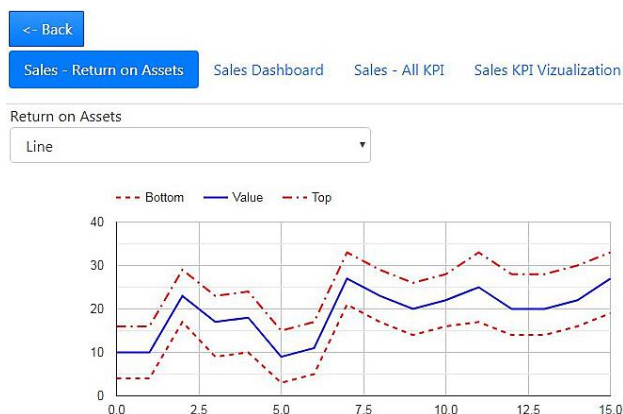 <- Back
Sales - Return on Assets Sales Dashboard Sales - All KPI Sales KPI Vizualization
Return on Assets
Line
Bottom Value Top
40
30
20
10
0
0.0 2.5 5.0 7.5 10.0 12.5 15.0